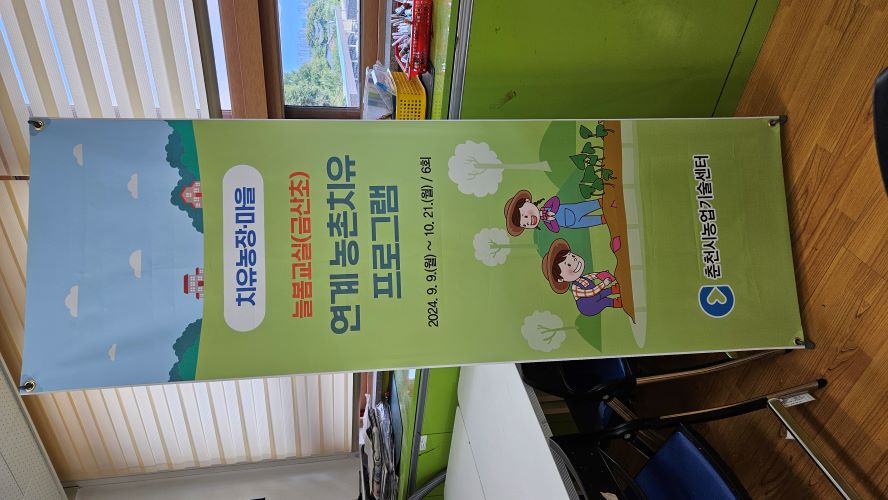 치유농장·마을
늘봄교실(금산초)
연계 농촌치유
프로그램
2024. 9. 9.(월) ~ 10. 21.(월) / 6회
춘천시농업기술센터